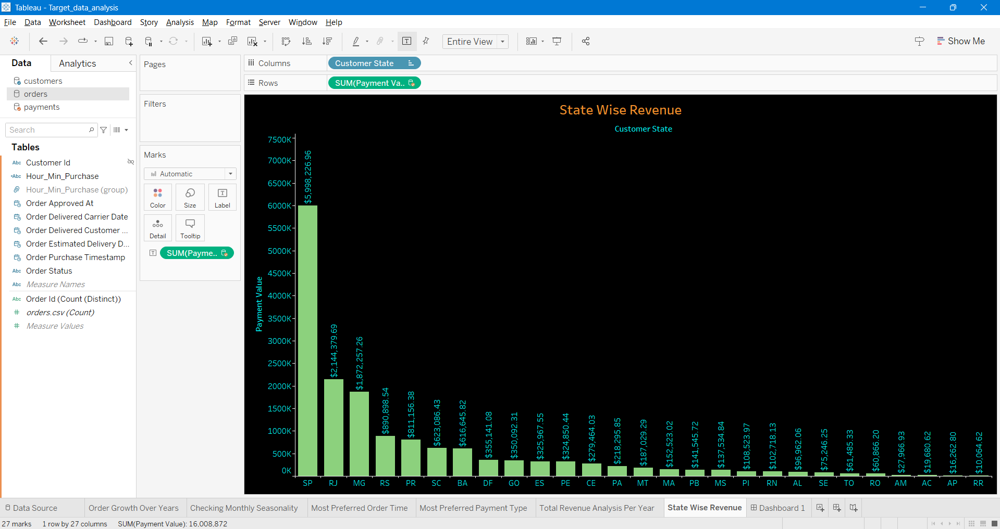 Tableau - Target_data_analysis
File Data Worksheet Dashboard Story Analysis Map Format Server Window Help
Entire View
Show Me
Data Analytics
customers
orders
payments
Search
Tables
Abc Customer Id
=Abc Hour_Min_Purchase
Hour_Min_Purchase (group)
Order Approved At
Order Delivered Carrier Date
Order Delivered Customer ...
Order Estimated Delivery D...
Order Purchase Timestamp
Abc Order Status
Abc Measure Names
Abc Order Id (Count (Distinct))
# orders.csv (Count)
# Measure Values
Pages
Filters
Marks
Automatic
Color Size T Label
Detail Tooltip
T SUM(Payme..
Columns Customer State
Rows SUM(Payment Va..
State Wise Revenue
Customer State
Payment Value
7500K
7000K
6500K
6000K
5500K
5000K
4500K
4000K
3500K
3000K
2500K
2000K
1500K
1000K
500K
0K
$5,998,226.96
$2,144,379.69
$1,872,257.26
$890,898.54
$811,156.38
$623,086.43
$616,645.82
$355,141.08
$350,092.31
$325,967.55
$324,850.44
$279,464.03
$218,295.85
$187,029.29
$152,523.02
$141,545.72
$137,534.84
$108,523.97
$102,718.13
$96,962.06
$75,246.25
$61,485.33
$60,866.20
$27,966.93
$19,680.62
$16,262.80
$10,064.62
SP RJ MG RS PR SC BA DF GO ES PE CE PA MT MA PB MS PI RN AL SE TO RO AM AC AP RR
Data Source Order Growth Over Years Checking Monthly Seasonality Most Preferred Order Time Most Preferred Payment Type Total Revenue Analysis Per Year State Wise Revenue Dashboard 1
27 marks 1 row by 27 columns SUM(Payment Value): 16,008,872